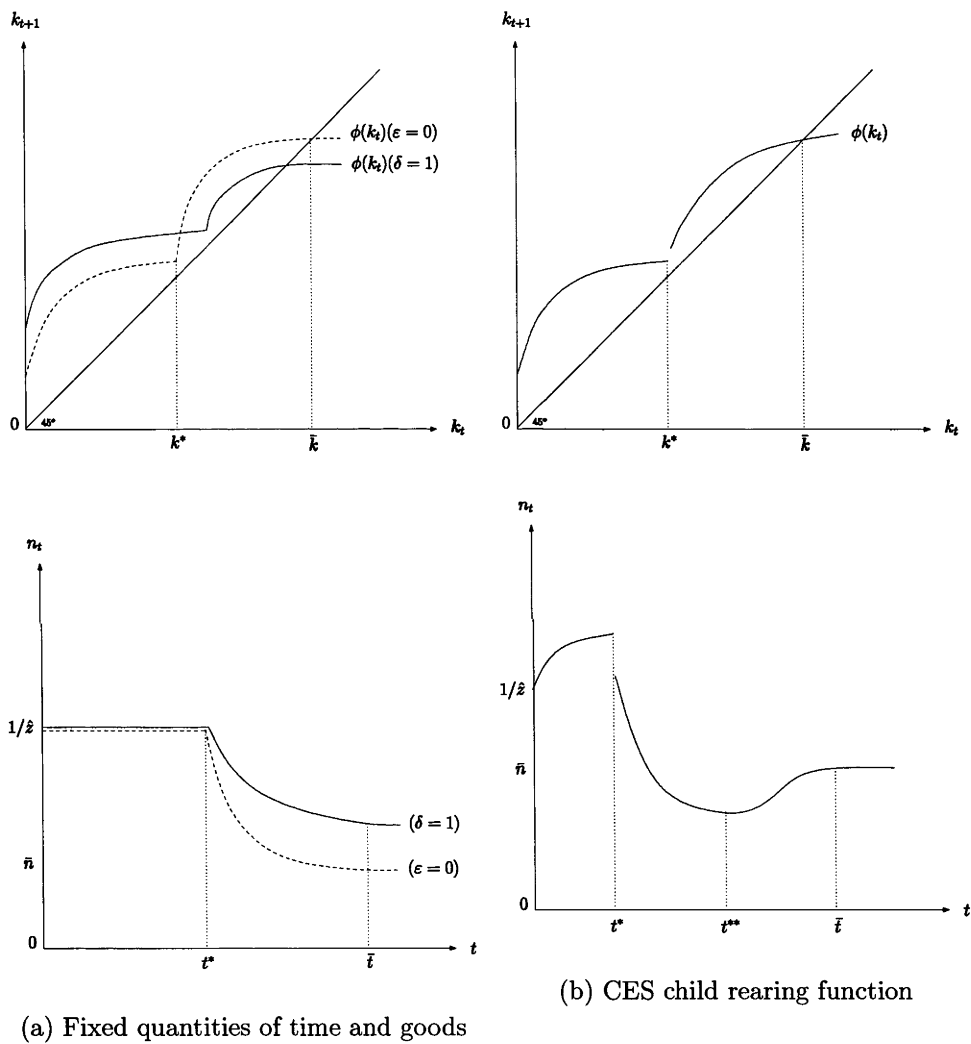 k_{t+1}
ϕ(k_t)(ε = 0)
ϕ(k_t)(δ = 1)
0
45°
k*
k̄
k_t
k_{t+1}
ϕ(k_t)
0
45°
k*
k̄
k_t
n_t
1/ẑ
n̄
0
(δ = 1)
(ε = 0)
t*
t̄
t
(a) Fixed quantities of time and goods
n_t
1/ẑ
n̄
0
t*
t**
t̄
t
(b) CES child rearing function